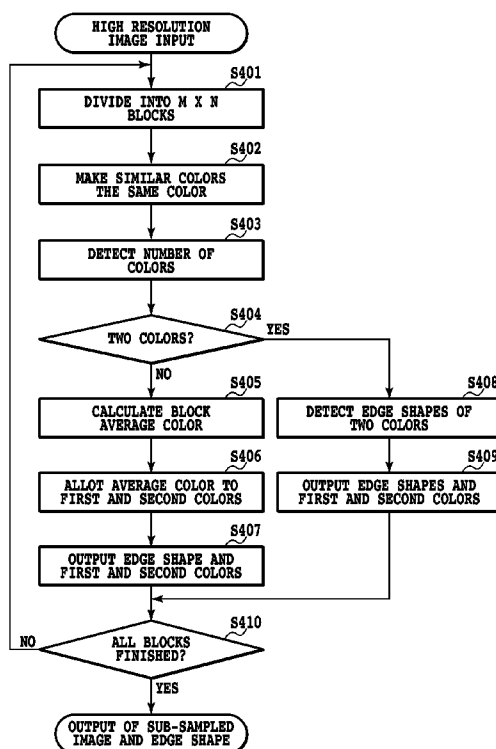 HIGH RESOLUTION
IMAGE INPUT
S401
DIVIDE INTO M X N
BLOCKS
S402
MAKE SIMILAR COLORS
THE SAME COLOR
S403
DETECT NUMBER OF
COLORS
S404
TWO COLORS?
YES
NO
S405
CALCULATE BLOCK
AVERAGE COLOR
S408
DETECT EDGE SHAPES OF
TWO COLORS
S406
ALLOT AVERAGE COLOR TO
FIRST AND SECOND COLORS
S409
OUTPUT EDGE SHAPES AND
FIRST AND SECOND COLORS
S407
OUTPUT EDGE SHAPE AND
FIRST AND SECOND COLORS
S410
NO
ALL BLOCKS
FINISHED?
YES
OUTPUT OF SUB-SAMPLED
IMAGE AND EDGE SHAPE